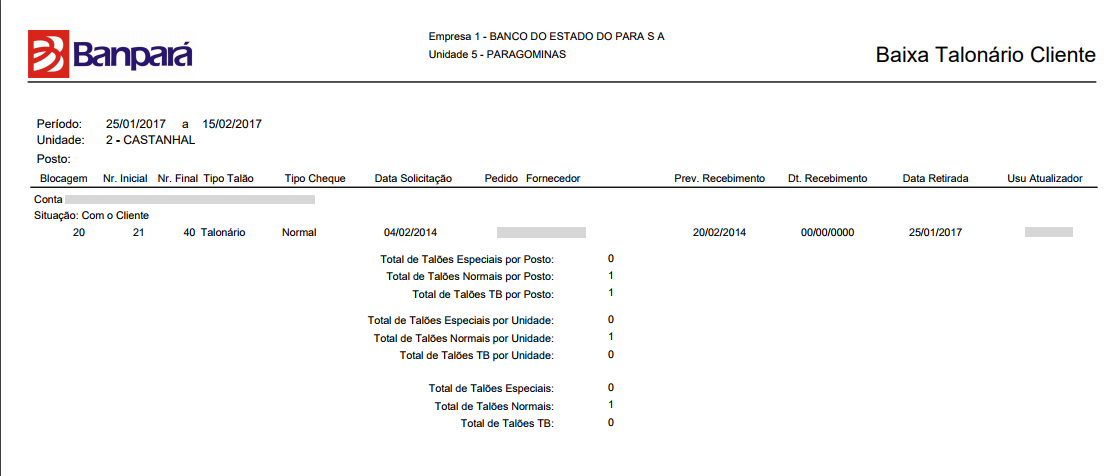 Banpará
Empresa 1 - BANCO DO ESTADO DO PARA S A
Unidade 5 - PARAGOMINAS
Baixa Talonário Cliente
Período: 25/01/2017 a 15/02/2017
Unidade: 2 - CASTANHAL
Posto:
Blocagem Nr. Inicial Nr. Final Tipo Talão Tipo Cheque Data Solicitação Pedido Fornecedor Prev. Recebimento Dt. Recebimento Data Retirada Usu Atualizador
Conta
Situação: Com o Cliente
20 21 40 Talonário Normal 04/02/2014 20/02/2014 00/00/0000 25/01/2017
Total de Talões Especiais por Posto: 0
Total de Talões Normais por Posto: 1
Total de Talões TB por Posto: 1
Total de Talões Especiais por Unidade: 0
Total de Talões Normais por Unidade: 1
Total de Talões TB por Unidade: 0
Total de Talões Especiais: 0
Total de Talões Normais: 1
Total de Talões TB: 0